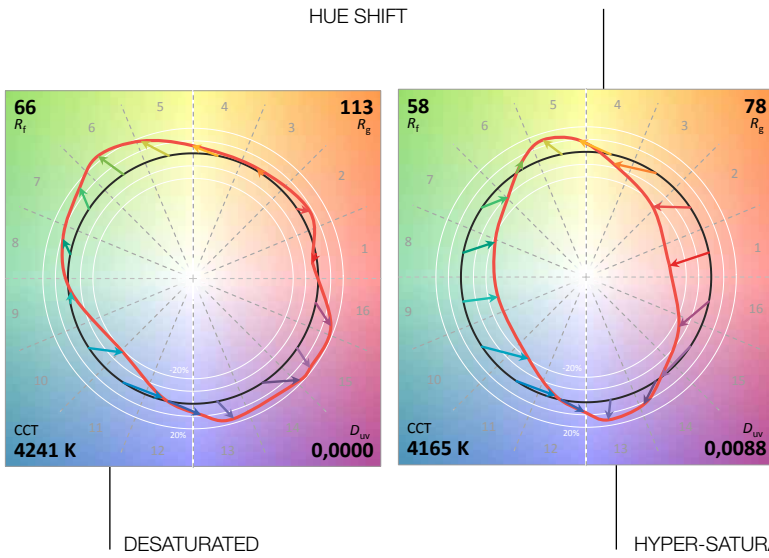 HUE SHIFT
66
Rf
113
Rg
5
4
6
3
7
2
8
1
9
16
10
11
12
13
-20%
20%
CCT
4241 K
Duv
0,0000
58
Rf
78
Rg
5
4
6
3
7
2
8
1
9
16
10
11
12
13
-20%
20%
CCT
4165 K
Duv
0,0088
DESATURATED
HYPER-SATUR